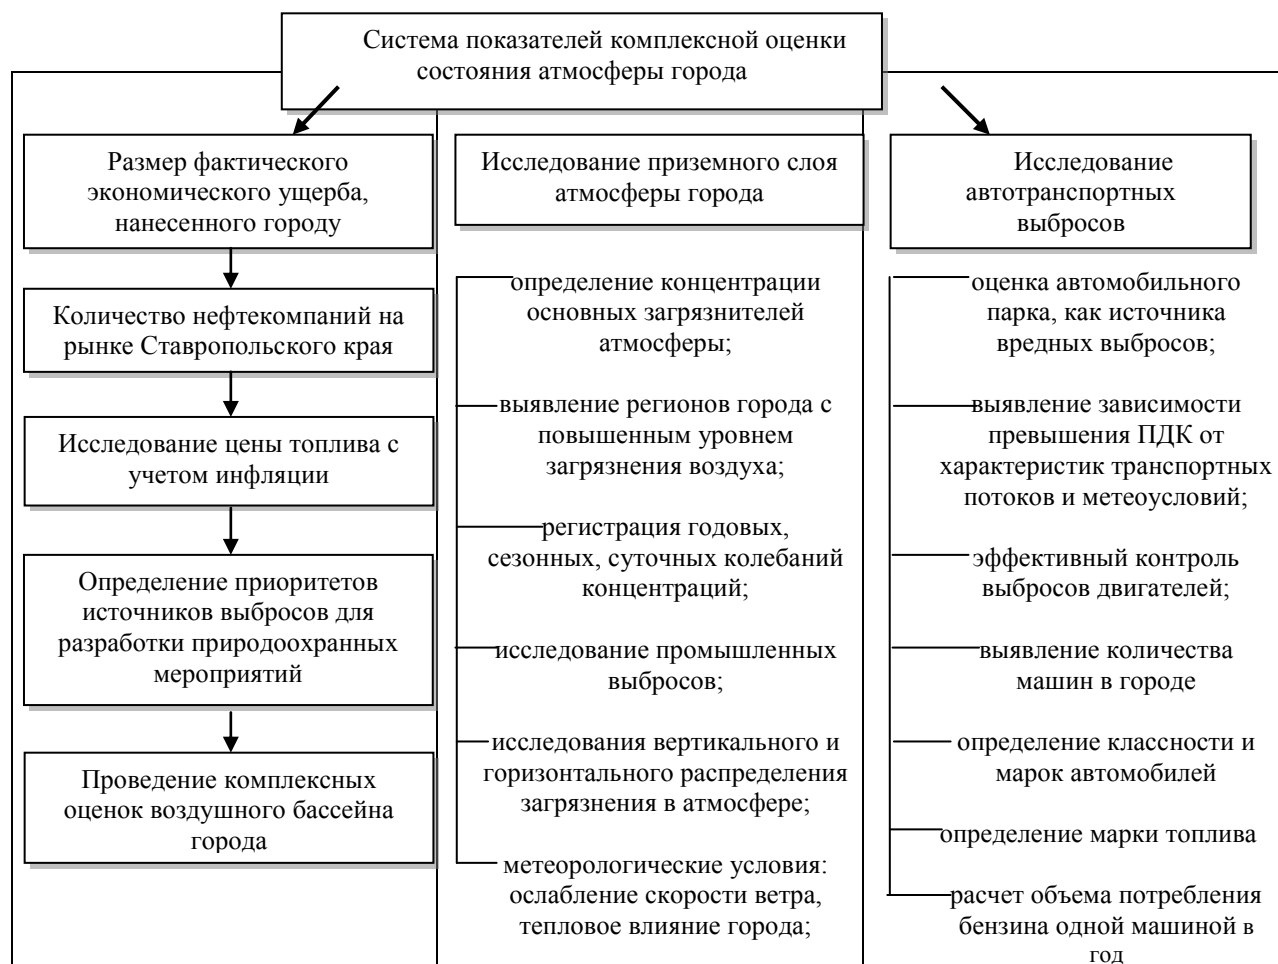 Система показателей комплексной оценки
состояния атмосферы города
Размер фактического
экономического ущерба,
нанесенного городу
Количество нефтекомпаний на
рынке Ставропольского края
Исследование цены топлива с
учетом инфляции
Определение приоритетов
источников выбросов для
разработки природоохранных
мероприятий
Проведение комплексных
оценок воздушного бассейна
города
Исследование приземного слоя
атмосферы города
определение концентрации
основных загрязнителей
атмосферы;
выявление регионов города с
повышенным уровнем
загрязнения воздуха;
регистрация годовых,
сезонных, суточных колебаний
концентраций;
исследование промышленных
выбросов;
исследования вертикального и
горизонтального распределения
загрязнения в атмосфере;
метеорологические условия:
ослабление скорости ветра,
тепловое влияние города;
Исследование
автотранспортных
выбросов
оценка автомобильного
парка, как источника
вредных выбросов;
выявление зависимости
превышения ПДК от
характеристик транспортных
потоков и метеоусловий;
эффективный контроль
выбросов двигателей;
выявление количества
машин в городе
определение классности и
марок автомобилей
определение марки топлива
расчет объема потребления
бензина одной машиной в
год